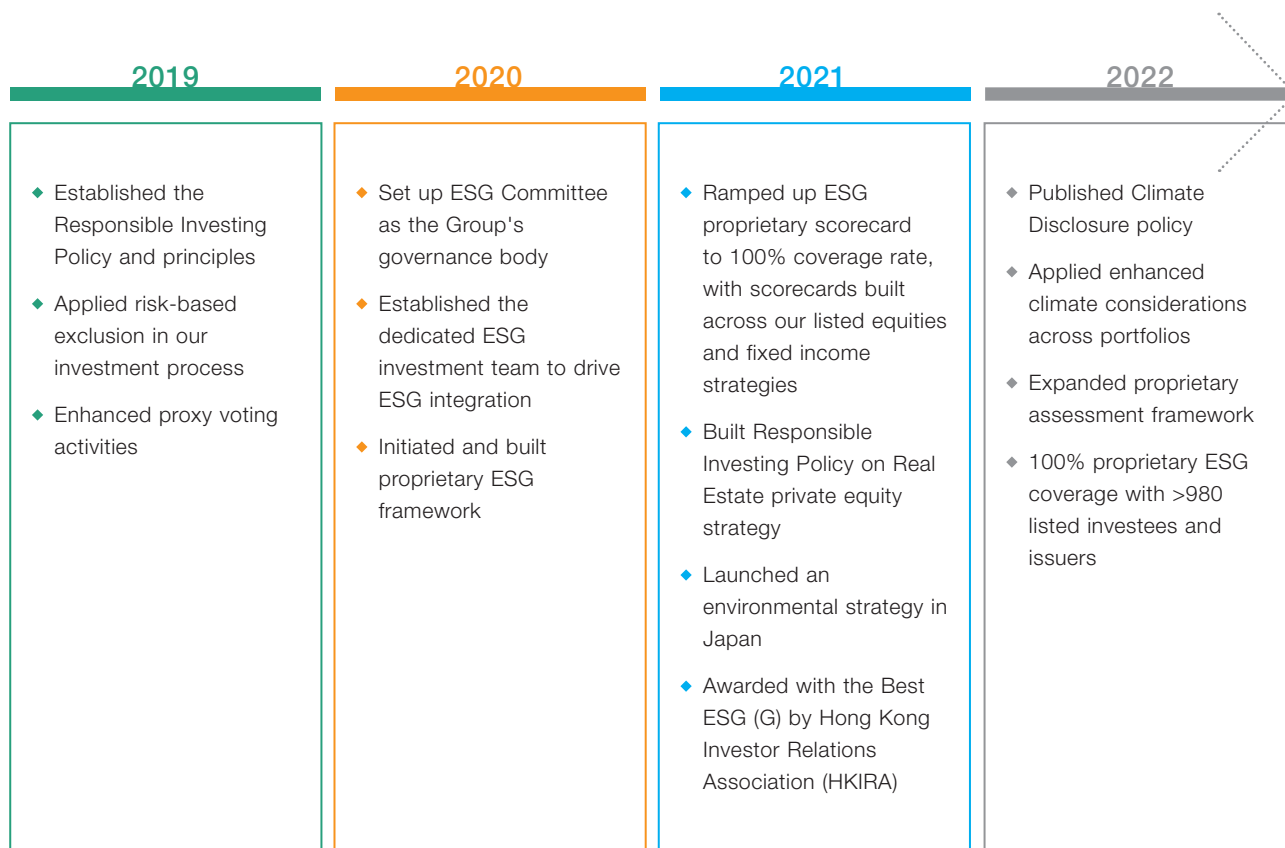 2019
Established the
Responsible Investing
Policy and principles
Applied risk-based
exclusion in our
investment process
Enhanced proxy voting
activities
2020
Set up ESG Committee
as the Group's
governance body
Established the
dedicated ESG
investment team to drive
ESG integration
Initiated and built
proprietary ESG
framework
2021
Ramped up ESG
proprietary scorecard
to 100% coverage rate,
with scorecards built
across our listed equities
and fixed income
strategies
Built Responsible
Investing Policy on Real
Estate private equity
strategy
Launched an
environmental strategy in
Japan
Awarded with the Best
ESG (G) by Hong Kong
Investor Relations
Association (HKIRA)
2022
Published Climate
Disclosure policy
Applied enhanced
climate considerations
across portfolios
Expanded proprietary
assessment framework
100% proprietary ESG
coverage with >980
listed investees and
issuers